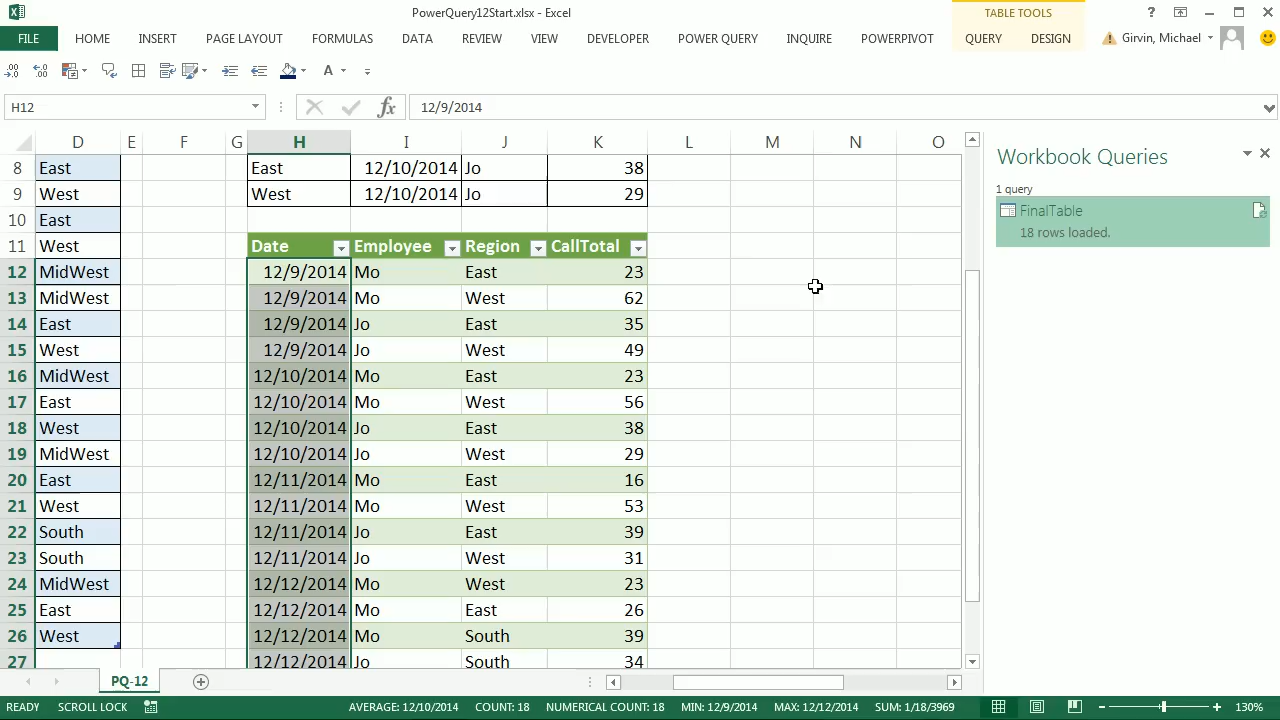 PowerQuery12Start.xlsx - Excel
TABLE TOOLS
?
FILE HOME INSERT PAGE LAYOUT FORMULAS DATA REVIEW VIEW DEVELOPER POWER QUERY INQUIRE POWERPIVOT QUERY DESIGN Girvin, Michael
H12 fx 12/9/2014
D E F G H I J K L M N O
8 East East 12/10/2014 Jo 38
9 West West 12/10/2014 Jo 29
10 East
11 West Date Employee Region CallTotal
12 MidWest 12/9/2014 Mo East 23
13 MidWest 12/9/2014 Mo West 62
14 East 12/9/2014 Jo East 35
15 West 12/9/2014 Jo West 49
16 MidWest 12/10/2014 Mo East 23
17 East 12/10/2014 Mo West 56
18 West 12/10/2014 Jo East 38
19 MidWest 12/10/2014 Jo West 29
20 East 12/11/2014 Mo East 16
21 West 12/11/2014 Mo West 53
22 South 12/11/2014 Jo East 39
23 South 12/11/2014 Jo West 31
24 MidWest 12/12/2014 Mo West 23
25 East 12/12/2014 Mo East 26
26 West 12/12/2014 Mo South 39
27 12/12/2014 Jo South 34
Workbook Queries
1 query
FinalTable
18 rows loaded.
PQ-12
READY SCROLL LOCK AVERAGE: 12/10/2014 COUNT: 18 NUMERICAL COUNT: 18 MIN: 12/9/2014 MAX: 12/12/2014 SUM: 1/18/3969 130%